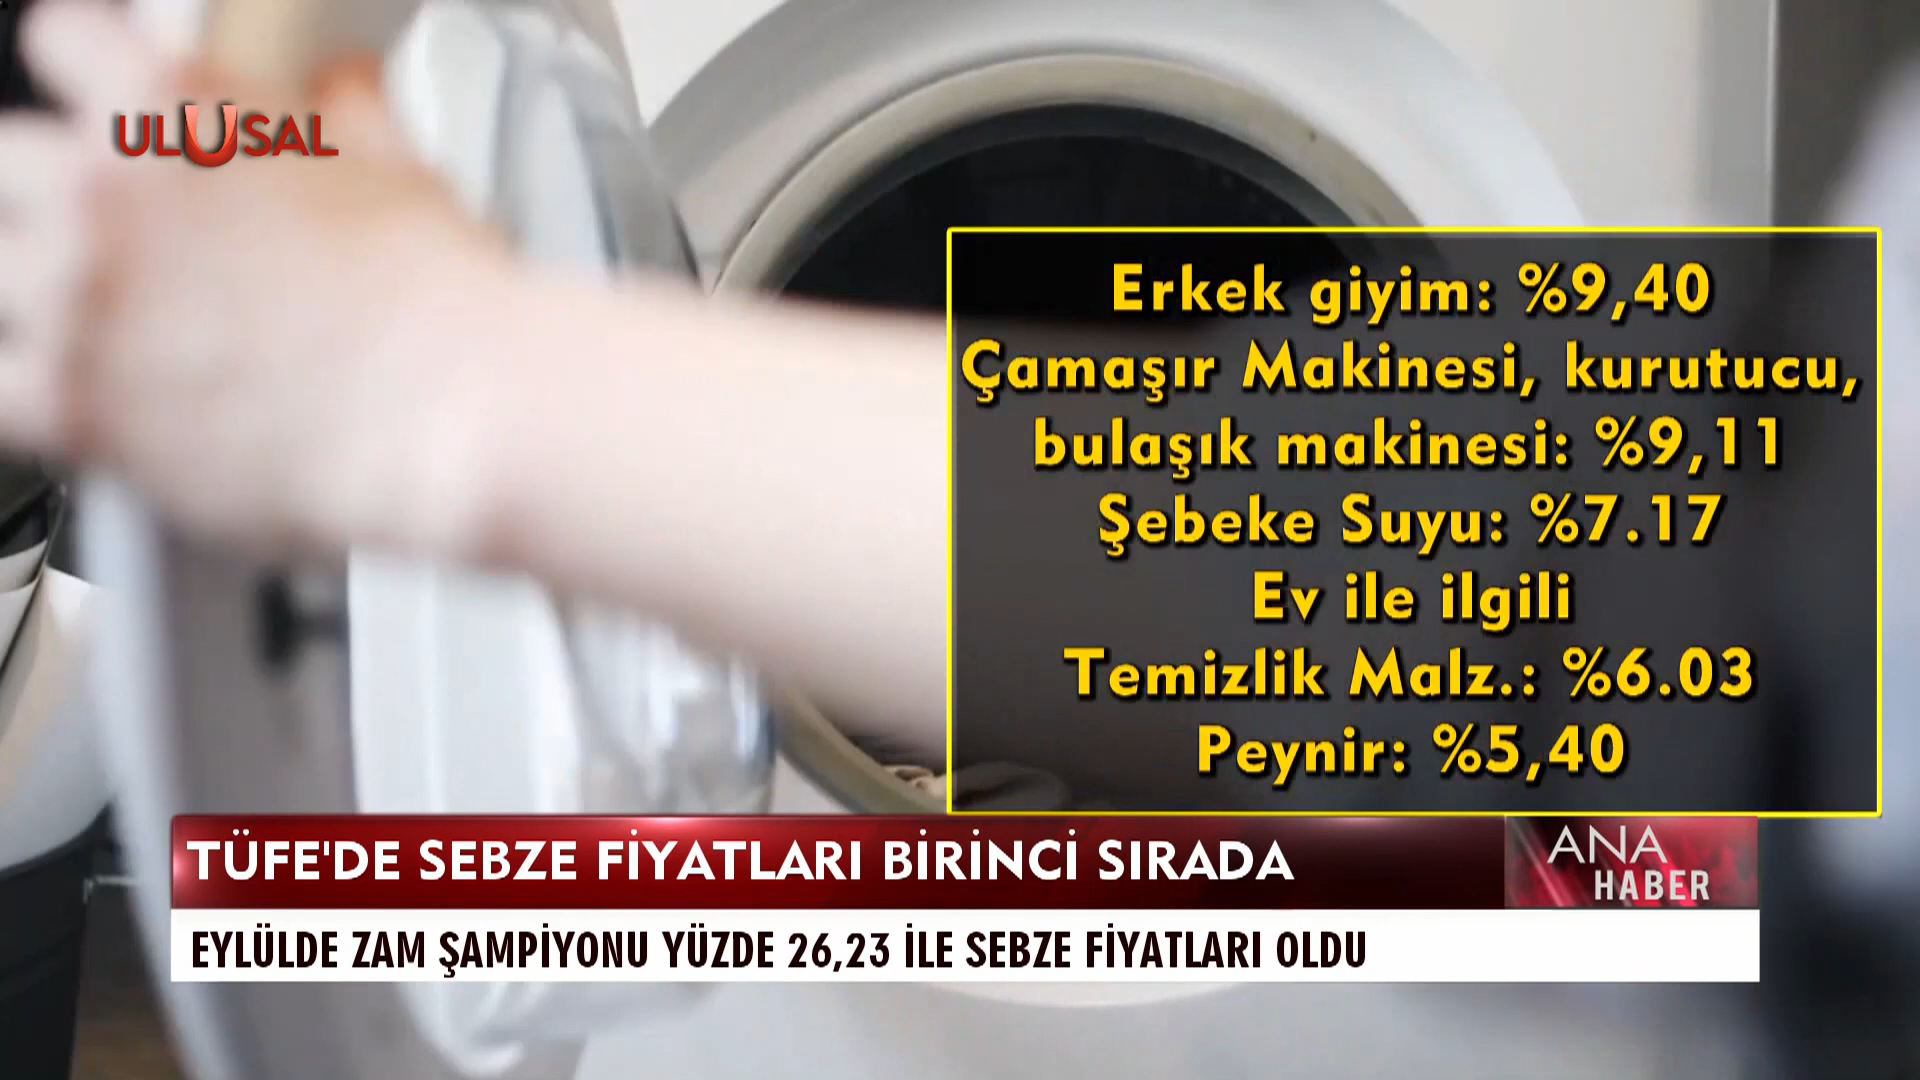 ULUSAL
Erkek giyim: %9,40
Çamaşır Makinesi, kurutucu,
bulaşık makinesi: %9,11
Şebeke Suyu: %7.17
Ev ile ilgili
Temizlik Malz.: %6.03
Peynir: %5,40
TÜFE'DE SEBZE FİYATLARI BİRİNCİ SIRADA
ANA
HABER
EYLÜLDE ZAM ŞAMPİYONU YÜZDE 26,23 İLE SEBZE FİYATLARI OLDU